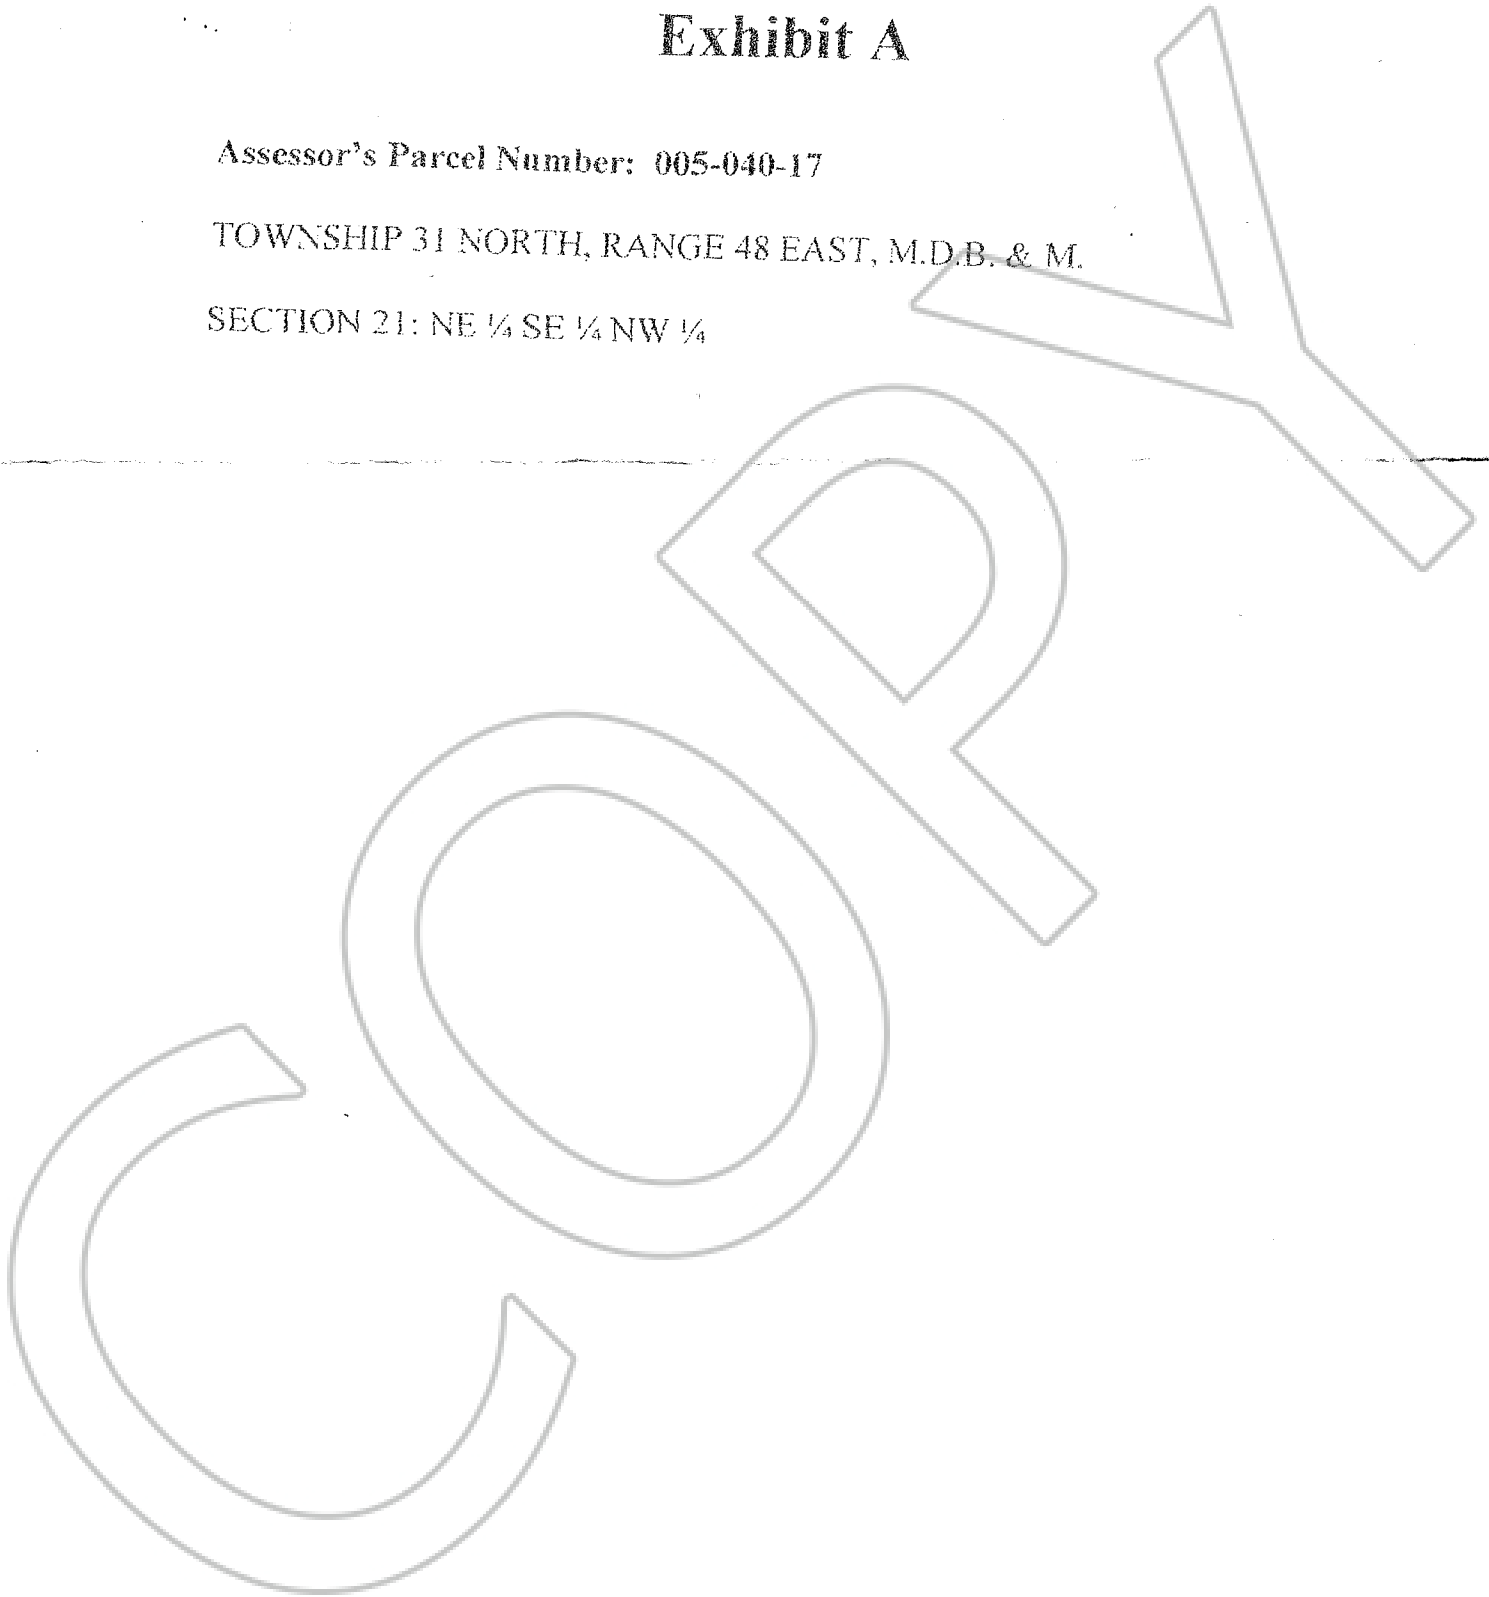 Exhibit A
Assessor's Parcel Number: 005-040-17
TOWNSHIP 31 NORTH, RANGE 48 EAST, M.D.B. & M.
SECTION 21: NE ¼ SE ¼ NW ¼
COPY